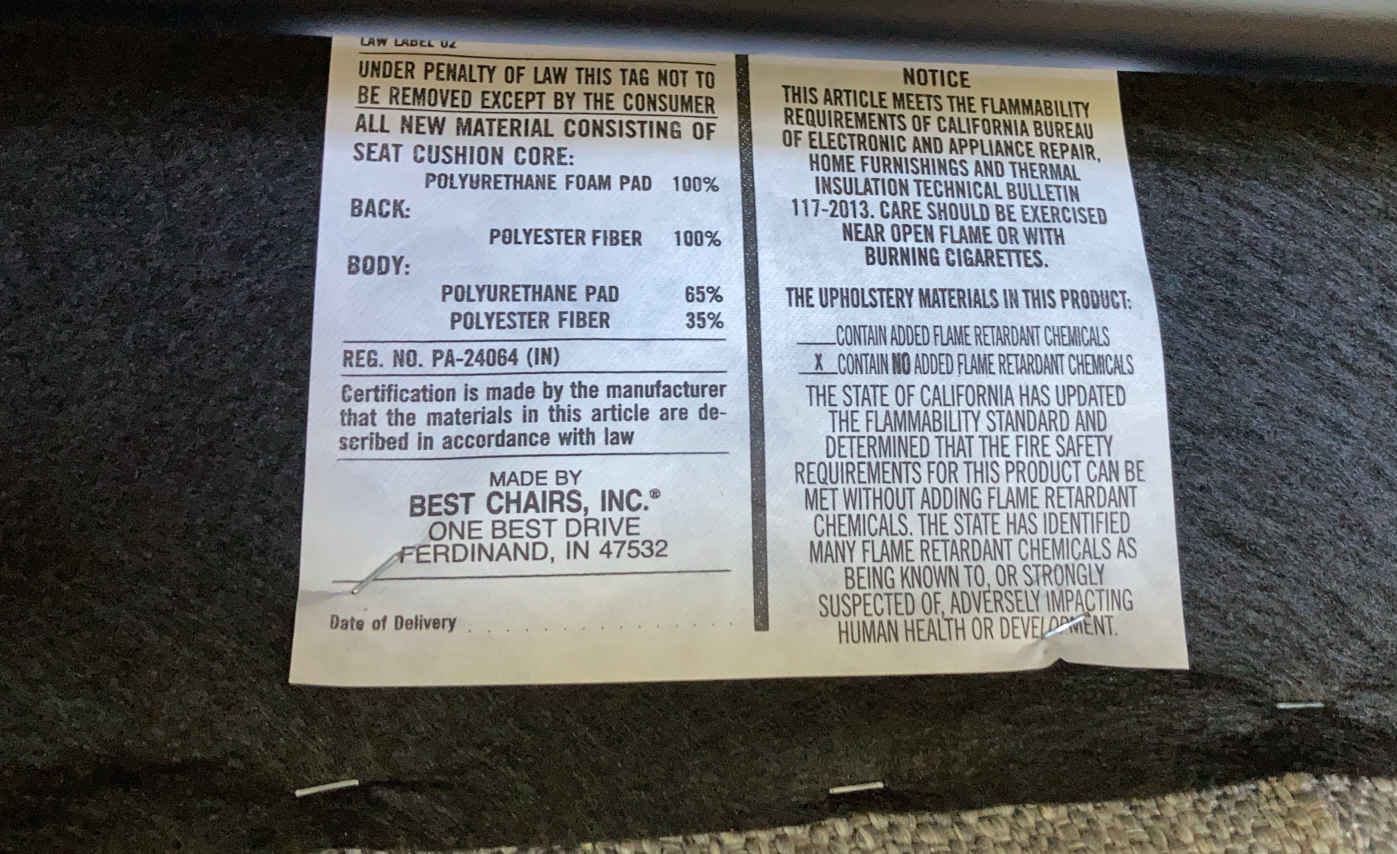 LAW LABEL 02
UNDER PENALTY OF LAW THIS TAG NOT TO
BE REMOVED EXCEPT BY THE CONSUMER
ALL NEW MATERIAL CONSISTING OF
SEAT CUSHION CORE:
POLYURETHANE FOAM PAD 100%
BACK:
POLYESTER FIBER 100%
BODY:
POLYURETHANE PAD 65%
POLYESTER FIBER 35%
REG. NO. PA-24064 (IN)
Certification is made by the manufacturer
that the materials in this article are de-
scribed in accordance with law
MADE BY
BEST CHAIRS, INC.®
ONE BEST DRIVE
FERDINAND, IN 47532
Date of Delivery
NOTICE
THIS ARTICLE MEETS THE FLAMMABILITY
REQUIREMENTS OF CALIFORNIA BUREAU
OF ELECTRONIC AND APPLIANCE REPAIR,
HOME FURNISHINGS AND THERMAL
INSULATION TECHNICAL BULLETIN
117-2013. CARE SHOULD BE EXERCISED
NEAR OPEN FLAME OR WITH
BURNING CIGARETTES.
THE UPHOLSTERY MATERIALS IN THIS PRODUCT:
___CONTAIN ADDED FLAME RETARDANT CHEMICALS
_X_CONTAIN NO ADDED FLAME RETARDANT CHEMICALS
THE STATE OF CALIFORNIA HAS UPDATED
THE FLAMMABILITY STANDARD AND
DETERMINED THAT THE FIRE SAFETY
REQUIREMENTS FOR THIS PRODUCT CAN BE
MET WITHOUT ADDING FLAME RETARDANT
CHEMICALS. THE STATE HAS IDENTIFIED
MANY FLAME RETARDANT CHEMICALS AS
BEING KNOWN TO, OR STRONGLY
SUSPECTED OF, ADVERSELY IMPACTING
HUMAN HEALTH OR DEVELOPMENT.